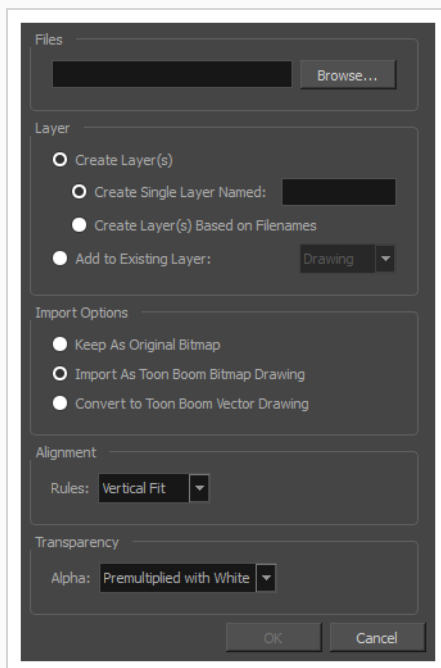 Files
Browse...
Layer
Create Layer(s)
Create Single Layer Named:
Create Layer(s) Based on Filenames
Add to Existing Layer: Drawing
Import Options
Keep As Original Bitmap
Import As Toon Boom Bitmap Drawing
Convert to Toon Boom Vector Drawing
Alignment
Rules: Vertical Fit
Transparency
Alpha: Premultiplied with White
OK Cancel